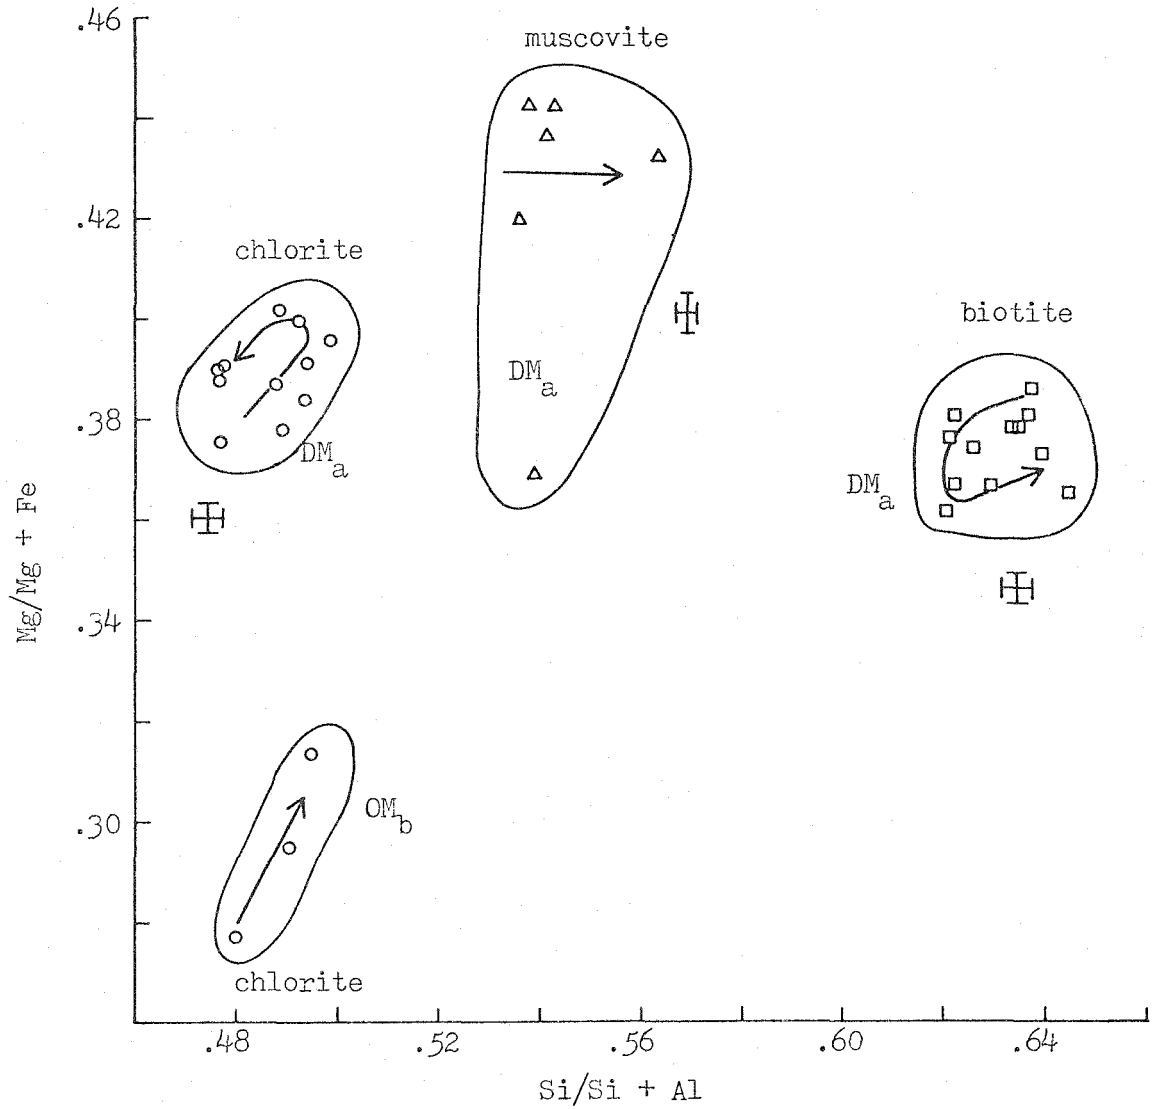 .46
muscovite
.42
chlorite
biotite
DMa
.38
DMa
DMa
Mg/Mg + Fe
.34
.30
OMb
chlorite
.48
.52
.56
.60
.64
Si/Si + Al